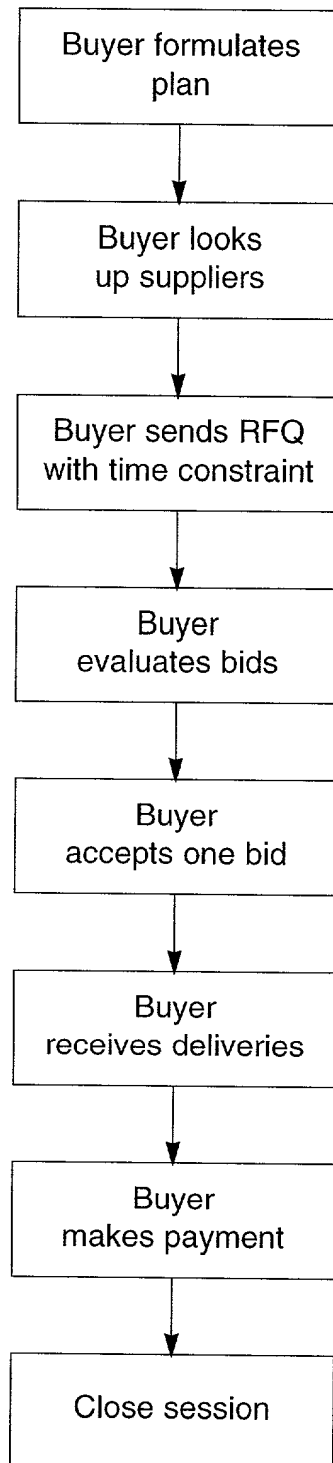 Buyer formulates
plan
Buyer looks
up suppliers
Buyer sends RFQ
with time constraint
Buyer
evaluates bids
Buyer
accepts one bid
Buyer
receives deliveries
Buyer
makes payment
Close session